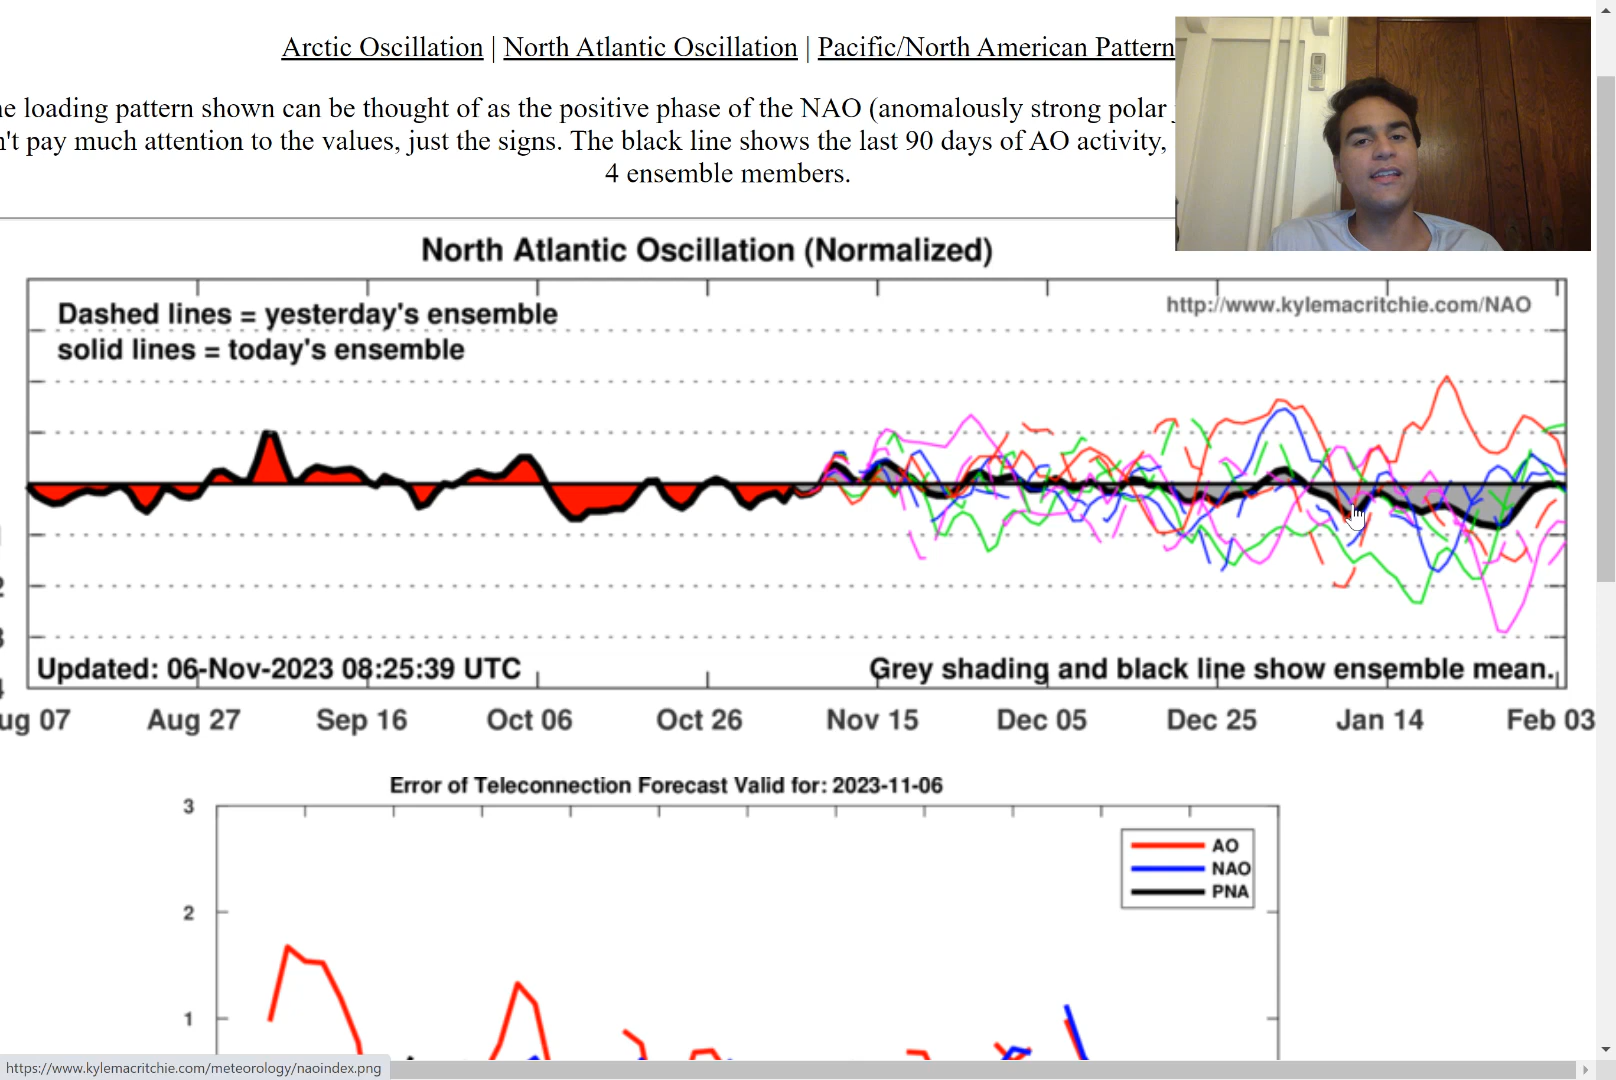 Arctic Oscillation | North Atlantic Oscillation | Pacific/North American Pattern
loading pattern shown can be thought of as the positive phase of the NAO (anomalously strong polar
pay much attention to the values, just the signs. The black line shows the last 90 days of AO activity,
4 ensemble members.
North Atlantic Oscillation (Normalized)
Dashed lines = yesterday's ensemble
solid lines = today's ensemble
http://www.kylemacritchie.com/NAO
Updated: 06-Nov-2023 08:25:39 UTC
Grey shading and black line show ensemble mean.
ug 07 Aug 27 Sep 16 Oct 06 Oct 26 Nov 15 Dec 05 Dec 25 Jan 14 Feb 03
Error of Teleconnection Forecast Valid for: 2023-11-06
3
AO
NAO
PNA
2
1
https://www.kylemacritchie.com/meteorology/naoindex.png